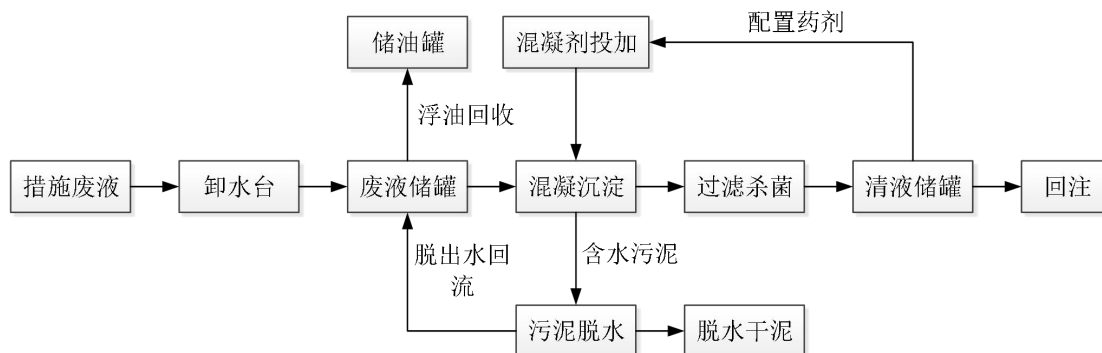 配置药剂
储油罐
混凝剂投加
浮油回收
措施废液
卸水台
废液储罐
混凝沉淀
过滤杀菌
清液储罐
回注
脱出水回
流
含水污泥
污泥脱水
脱水干泥